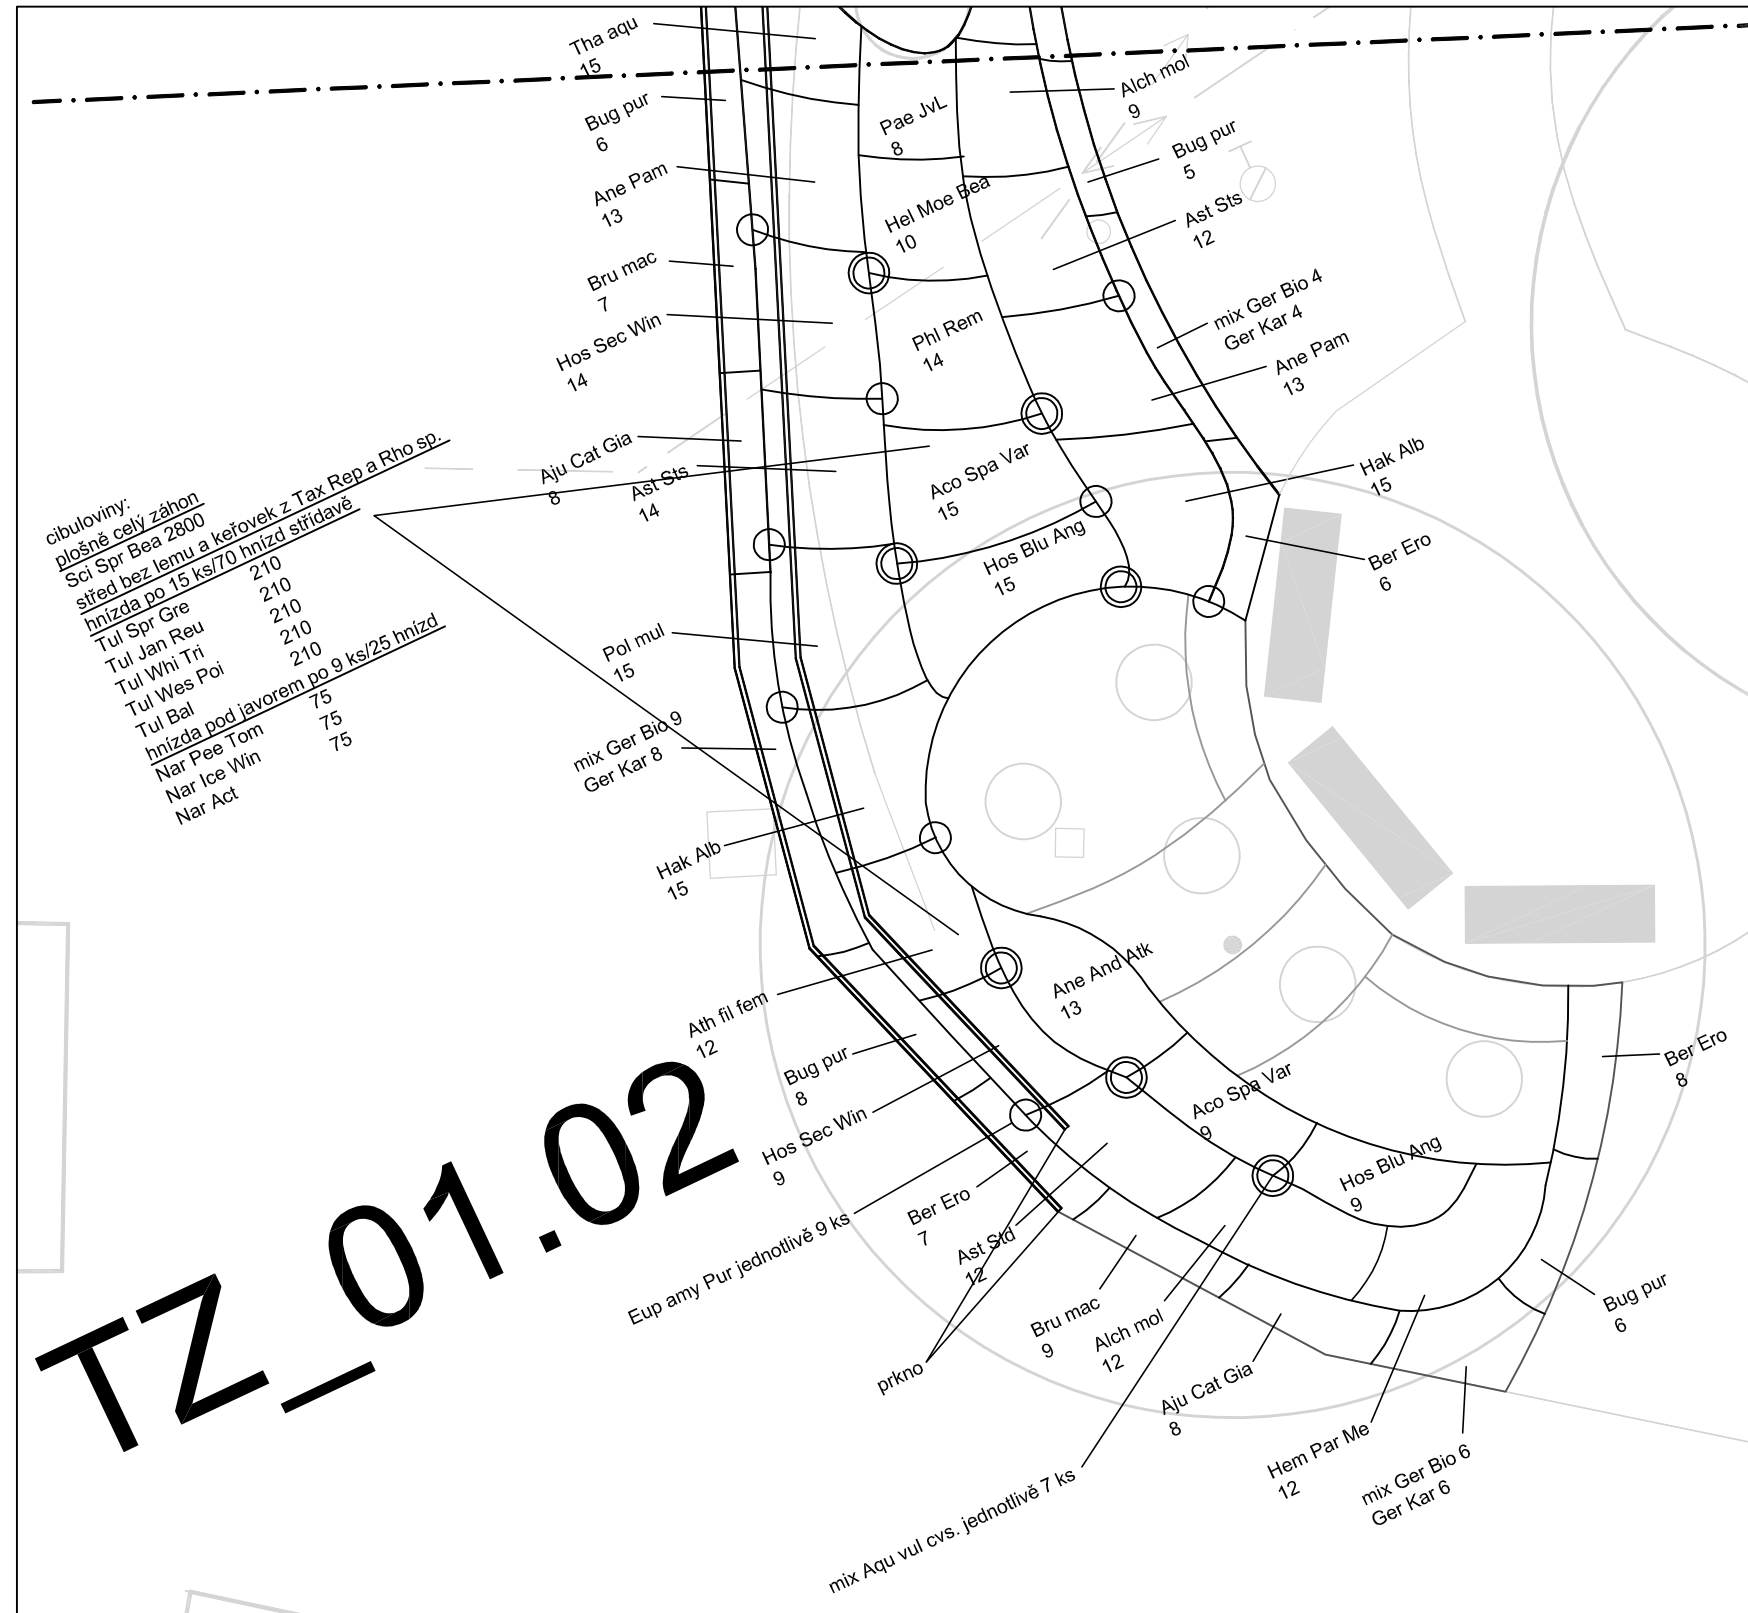 Tha aqu
15
Bug pur
6
Ane Pam
13
Bru mac
7
Hos Sec Win
14
Aju Cat Gia
8
Ast Sts
14
Pol mul
15
mix Ger Bio 9
Ger Kar 8
Hak Alb
15
Ath fil fem
12
Bug pur
8
Hos Sec Win
9
Eup amy Pur jednotlivě 9 ks
Ber Ero
7
Ast Std
12
prkno
Bru mac
9
Alch mol
12
Aju Cat Gia
8
mix Aqu vul cvs. jednotlivě 7 ks
Hem Par Me
12
mix Ger Bio 6
Ger Kar 6
Bug pur
6
Ber Ero
8
Pae JvL
8
Hel Moe Bea
10
Phl Rem
14
Aco Spa Var
15
Hos Blu Ang
15
Ane And Atk
13
Aco Spa Var
9
Hos Blu Ang
9
Alch mol
9
Bug pur
5
Ast Sts
12
mix Ger Bio 4
Ger Kar 4
Ane Pam
13
Hak Alb
15
Ber Ero
6
cibuloviny:
plošně celý záhon
Sci Spr Bea 2800
střed bez lemu a keřovek z Tax Rep a Rho sp.
hnízda po 15 ks/70 hnízd střídavě
Tul Spr Gre 210
Tul Jan Reu 210
Tul Whi Tri 210
Tul Wes Poi 210
Tul Bal 210
hnízda pod javorem po 9 ks/25 hnízd
Nar Pee Tom 75
Nar Ice Win 75
Nar Act 75
TZ_01.02